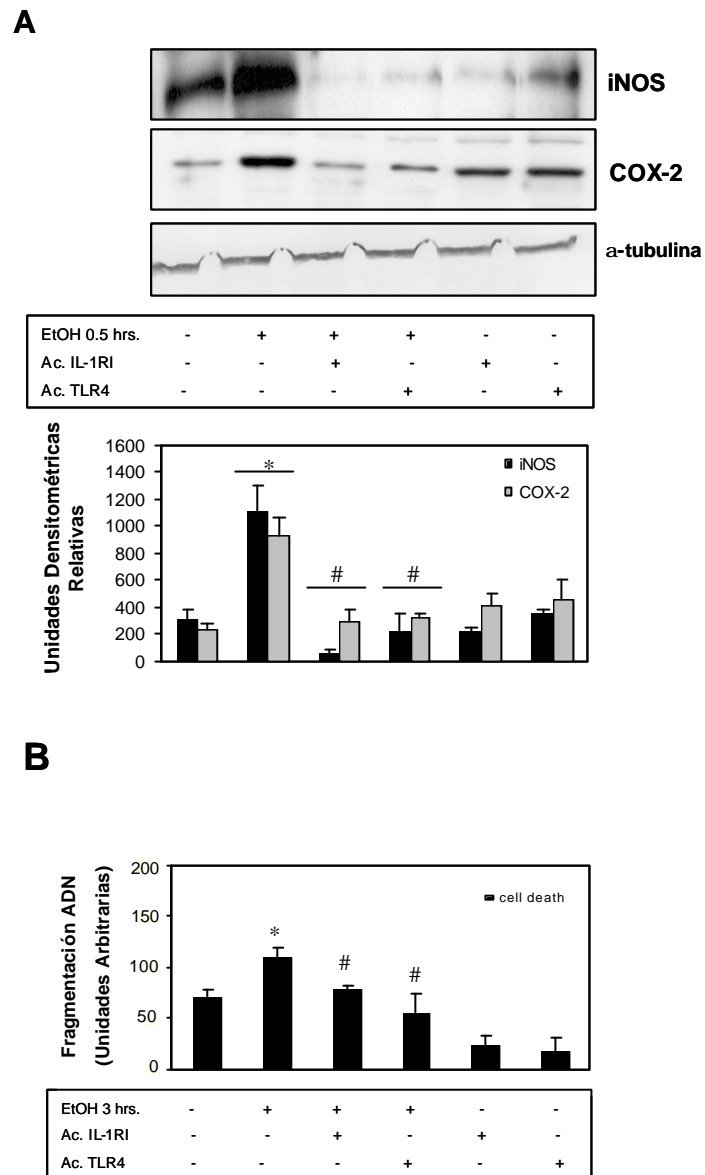 A
iNOS
COX-2
a-tubulina
EtOH 0.5 hrs. - + + + - -
Ac. IL-1RI - - + - + -
Ac. TLR4 - - - + - +
Unidades Densitométricas
Relativas
1600
1400
1200
1000
800
600
400
200
0
*
#
#
iNOS
COX-2
B
Fragmentación ADN
(Unidades Arbitrarias)
200
150
100
50
0
*
#
#
cell death
EtOH 3 hrs. - + + + - -
Ac. IL-1RI - - + - + -
Ac. TLR4 - - - + - +